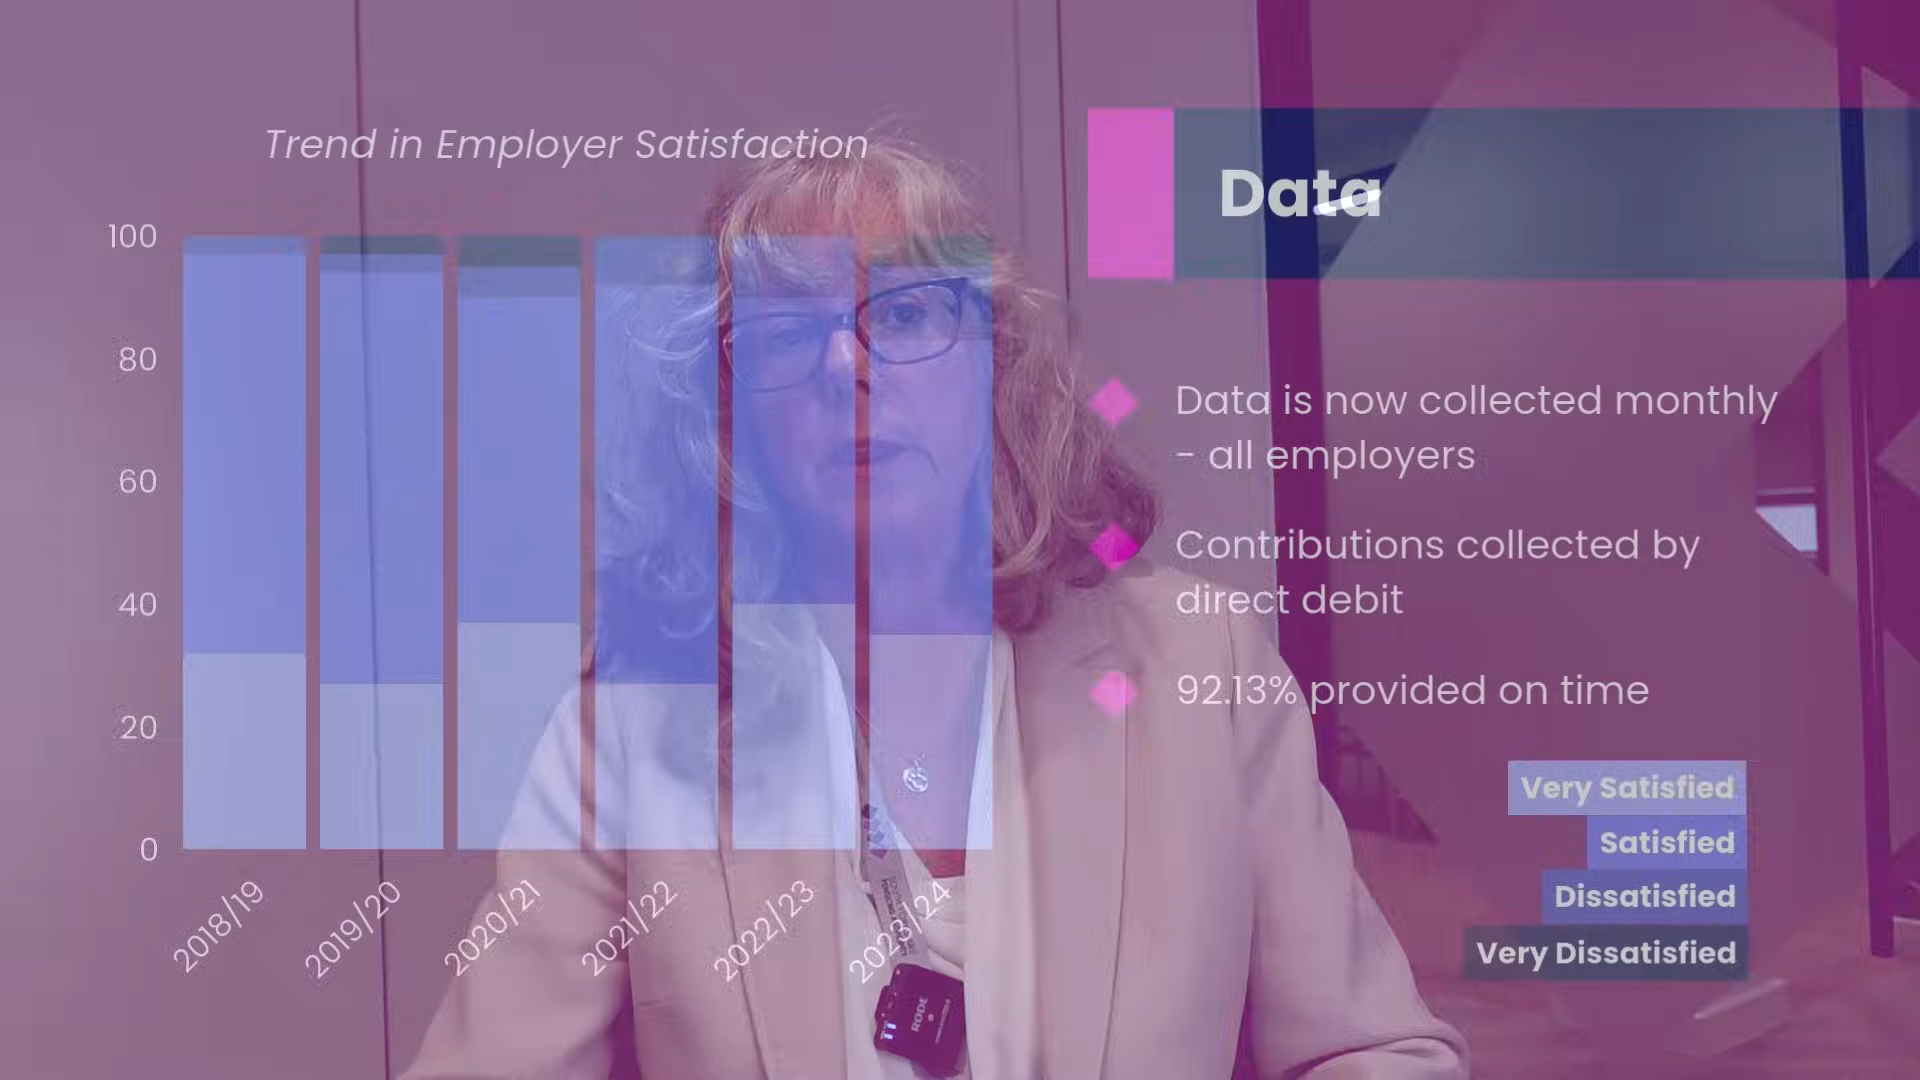 Trend in Employer Satisfaction
100
80
60
40
20
0
2018/19
2019/20
2020/21
2021/22
2022/23
2023/24
Data
Data is now collected monthly
- all employers
Contributions collected by
direct debit
92.13% provided on time
Very Satisfied
Satisfied
Dissatisfied
Very Dissatisfied
RODE